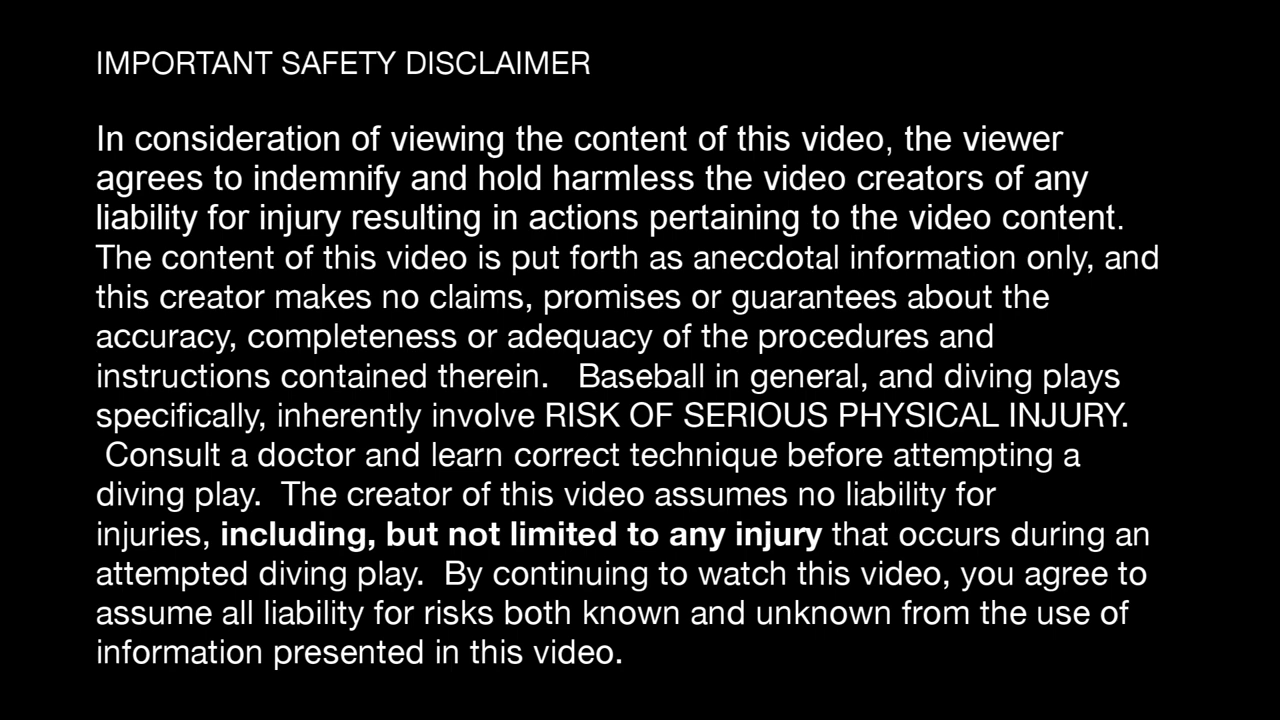 IMPORTANT SAFETY DISCLAIMER
In consideration of viewing the content of this video, the viewer
agrees to indemnify and hold harmless the video creators of any
liability for injury resulting in actions pertaining to the video content.
The content of this video is put forth as anecdotal information only, and
this creator makes no claims, promises or guarantees about the
accuracy, completeness or adequacy of the procedures and
instructions contained therein.   Baseball in general, and diving plays
specifically, inherently involve RISK OF SERIOUS PHYSICAL INJURY.
Consult a doctor and learn correct technique before attempting a
diving play.  The creator of this video assumes no liability for
injuries, including, but not limited to any injury that occurs during an
attempted diving play.  By continuing to watch this video, you agree to
assume all liability for risks both known and unknown from the use of
information presented in this video.